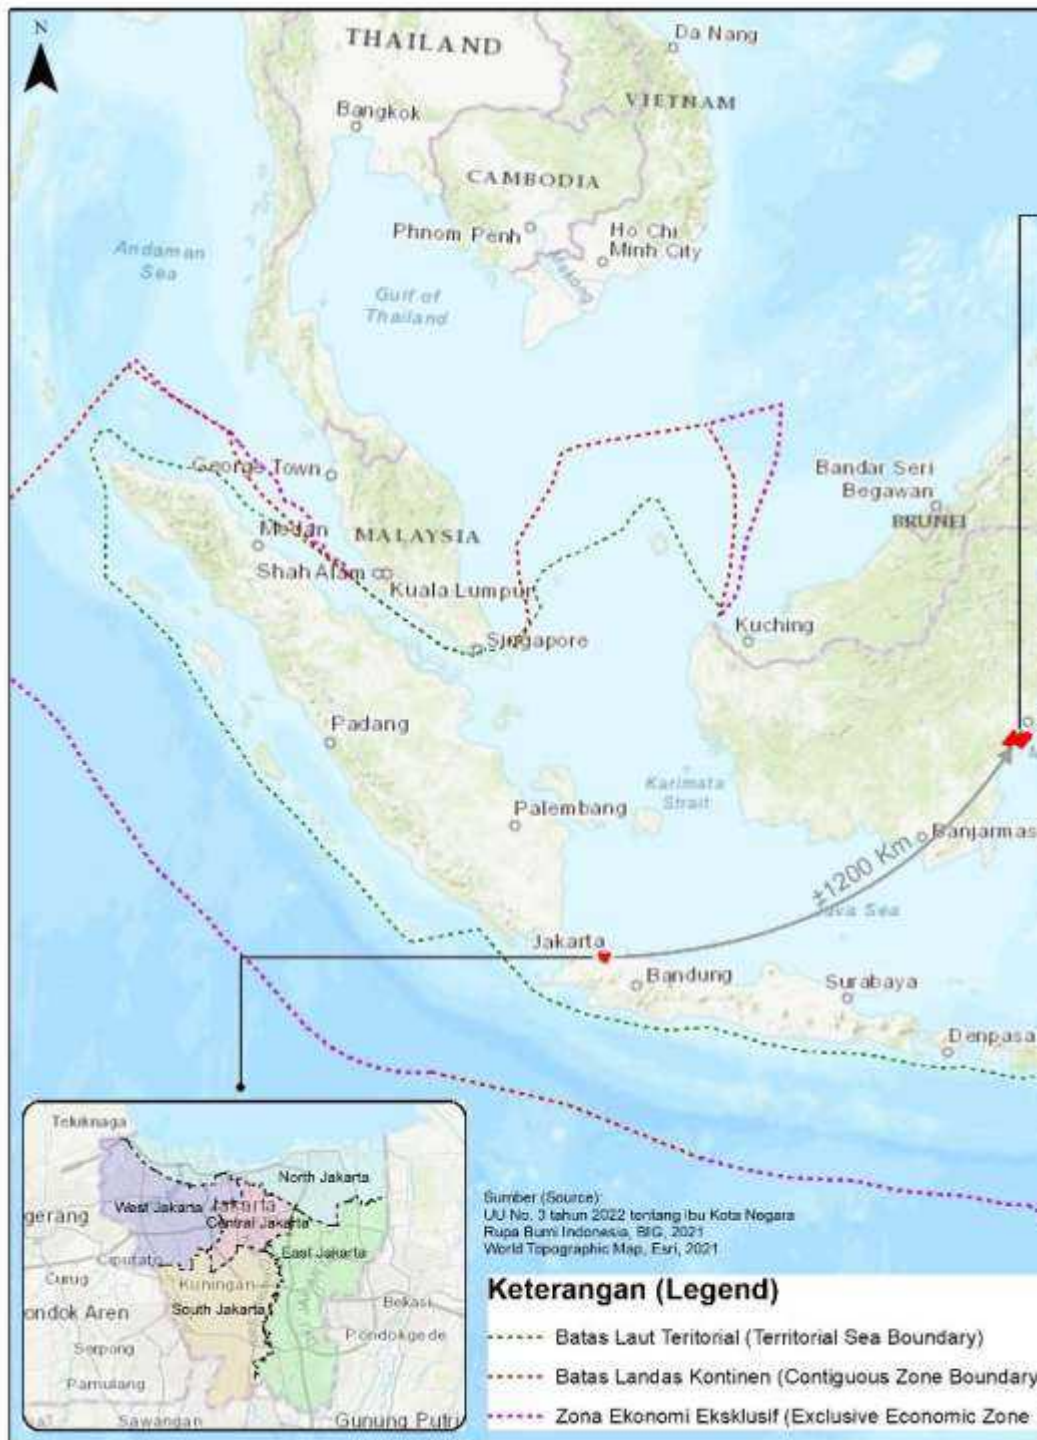 N
THAILAND
Da Nang
VIETNAM
Bangkok
CAMBODIA
Phnom Penh
Ho Chi
Minh City
Mekong
Andaman
Sea
Gulf of
Thailand
George Town
Bandar Seri
Begawan
BRUNEI
Medan
MALAYSIA
Shah Alam
Kuala Lumpur
Singapore
Kuching
Padang
Karimata
Strait
Palembang
Banjarmas
±1200 Km
Java Sea
Jakarta
Bandung
Surabaya
Denpasa
Teluknaga
North Jakarta
West Jakarta
Jakarta
Central Jakarta
gerang
East Jakarta
Ciputato
Curug
Kuningan
South Jakarta
Bekasi
ondok Aren
Pondokgede
Serpong
Pamulang
Sawangan
Gunung Putri
Sumber (Source):
UU No. 3 tahun 2022 tentang Ibu Kota Negara
Rupa Bumi Indonesia, BIG, 2021
World Topographic Map, Esri, 2021
Keterangan (Legend)
Batas Laut Teritorial (Territorial Sea Boundary)
Batas Landas Kontinen (Contiguous Zone Boundary
Zona Ekonomi Eksklusif (Exclusive Economic Zone